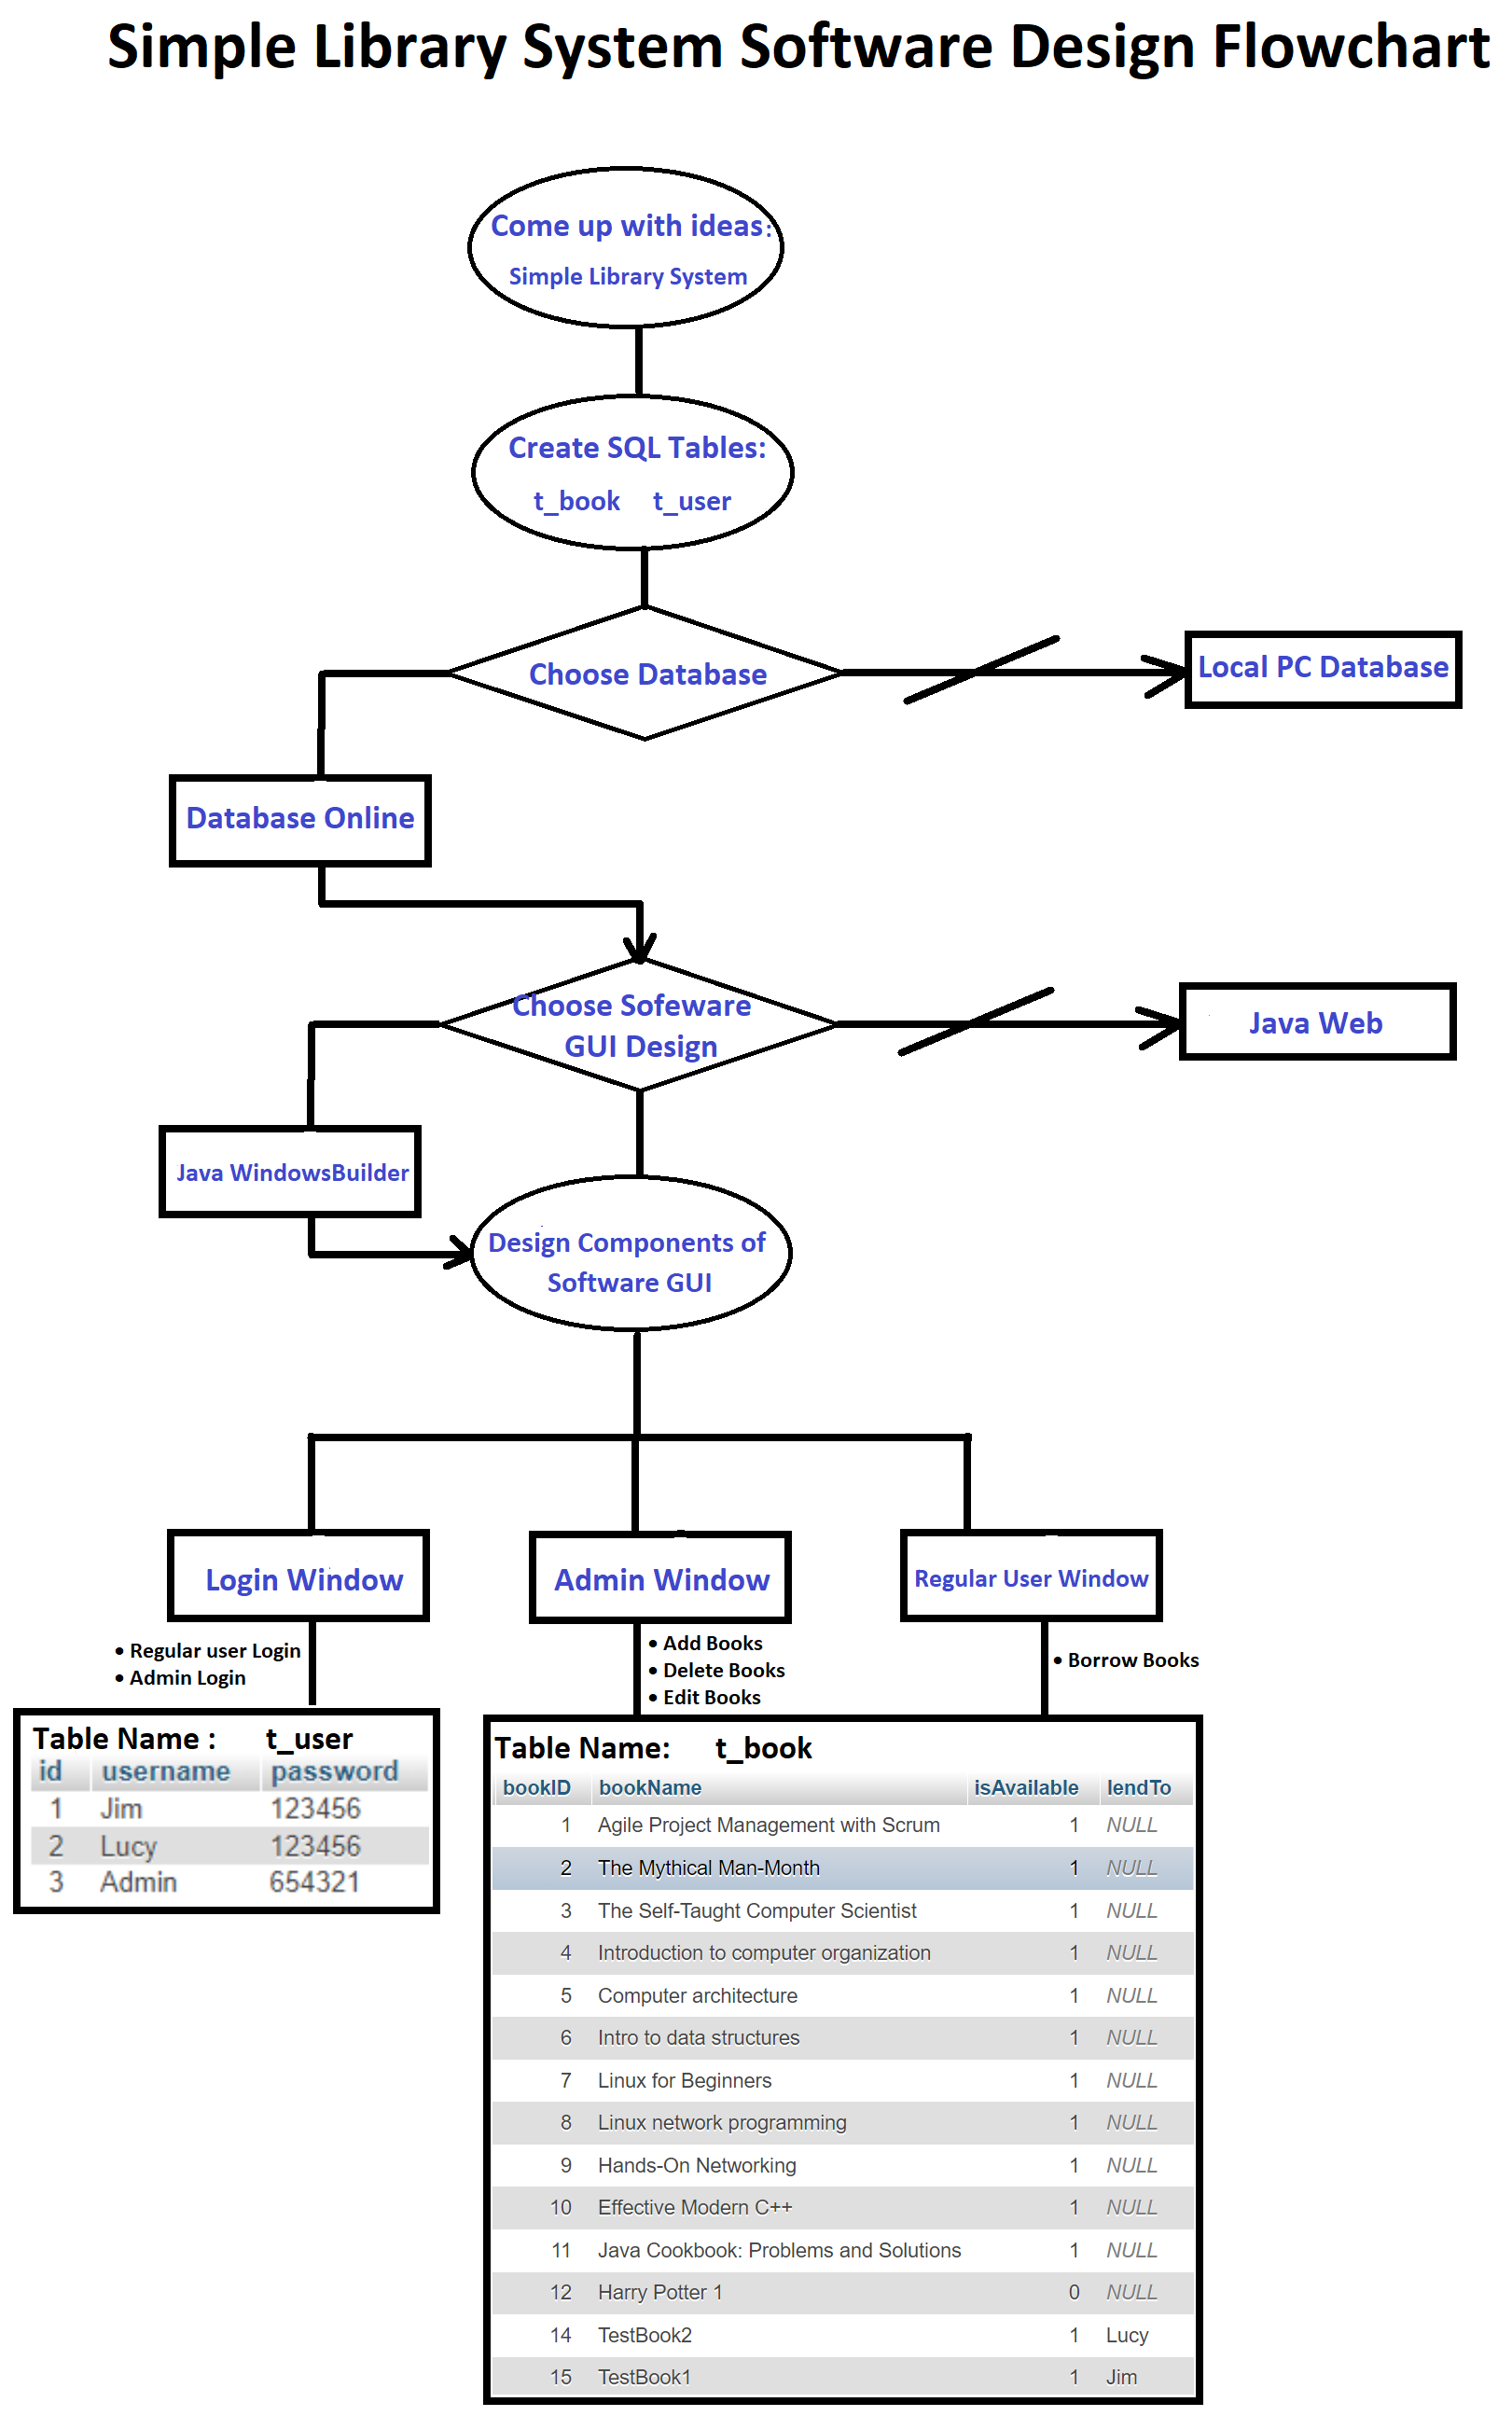 Simple Library System Software Design Flowchart
Come up with ideas:
Simple Library System
Create SQL Tables:
t_book t_user
Choose Database
Local PC Database
Database Online
Choose Sofeware
GUI Design
Java Web
Java WindowsBuilder
Design Components of
Software GUI
Login Window
Admin Window
Regular User Window
• Regular user Login
• Admin Login
• Add Books
• Delete Books
• Edit Books
• Borrow Books
Table Name : t_user
id username password
1 Jim 123456
2 Lucy 123456
3 Admin 654321
Table Name: t_book
bookID bookName isAvailable lendTo
1 Agile Project Management with Scrum 1 NULL
2 The Mythical Man-Month 1 NULL
3 The Self-Taught Computer Scientist 1 NULL
4 Introduction to computer organization 1 NULL
5 Computer architecture 1 NULL
6 Intro to data structures 1 NULL
7 Linux for Beginners 1 NULL
8 Linux network programming 1 NULL
9 Hands-On Networking 1 NULL
10 Effective Modern C++ 1 NULL
11 Java Cookbook: Problems and Solutions 1 NULL
12 Harry Potter 1 0 NULL
14 TestBook2 1 Lucy
15 TestBook1 1 Jim